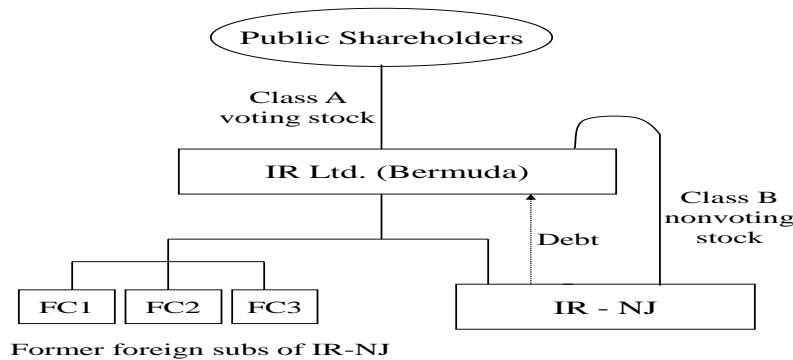 Public Shareholders
Class A
voting stock
IR Ltd. (Bermuda)
Class B
nonvoting
stock
Debt
FC1 FC2 FC3
IR - NJ
Former foreign subs of IR-NJ